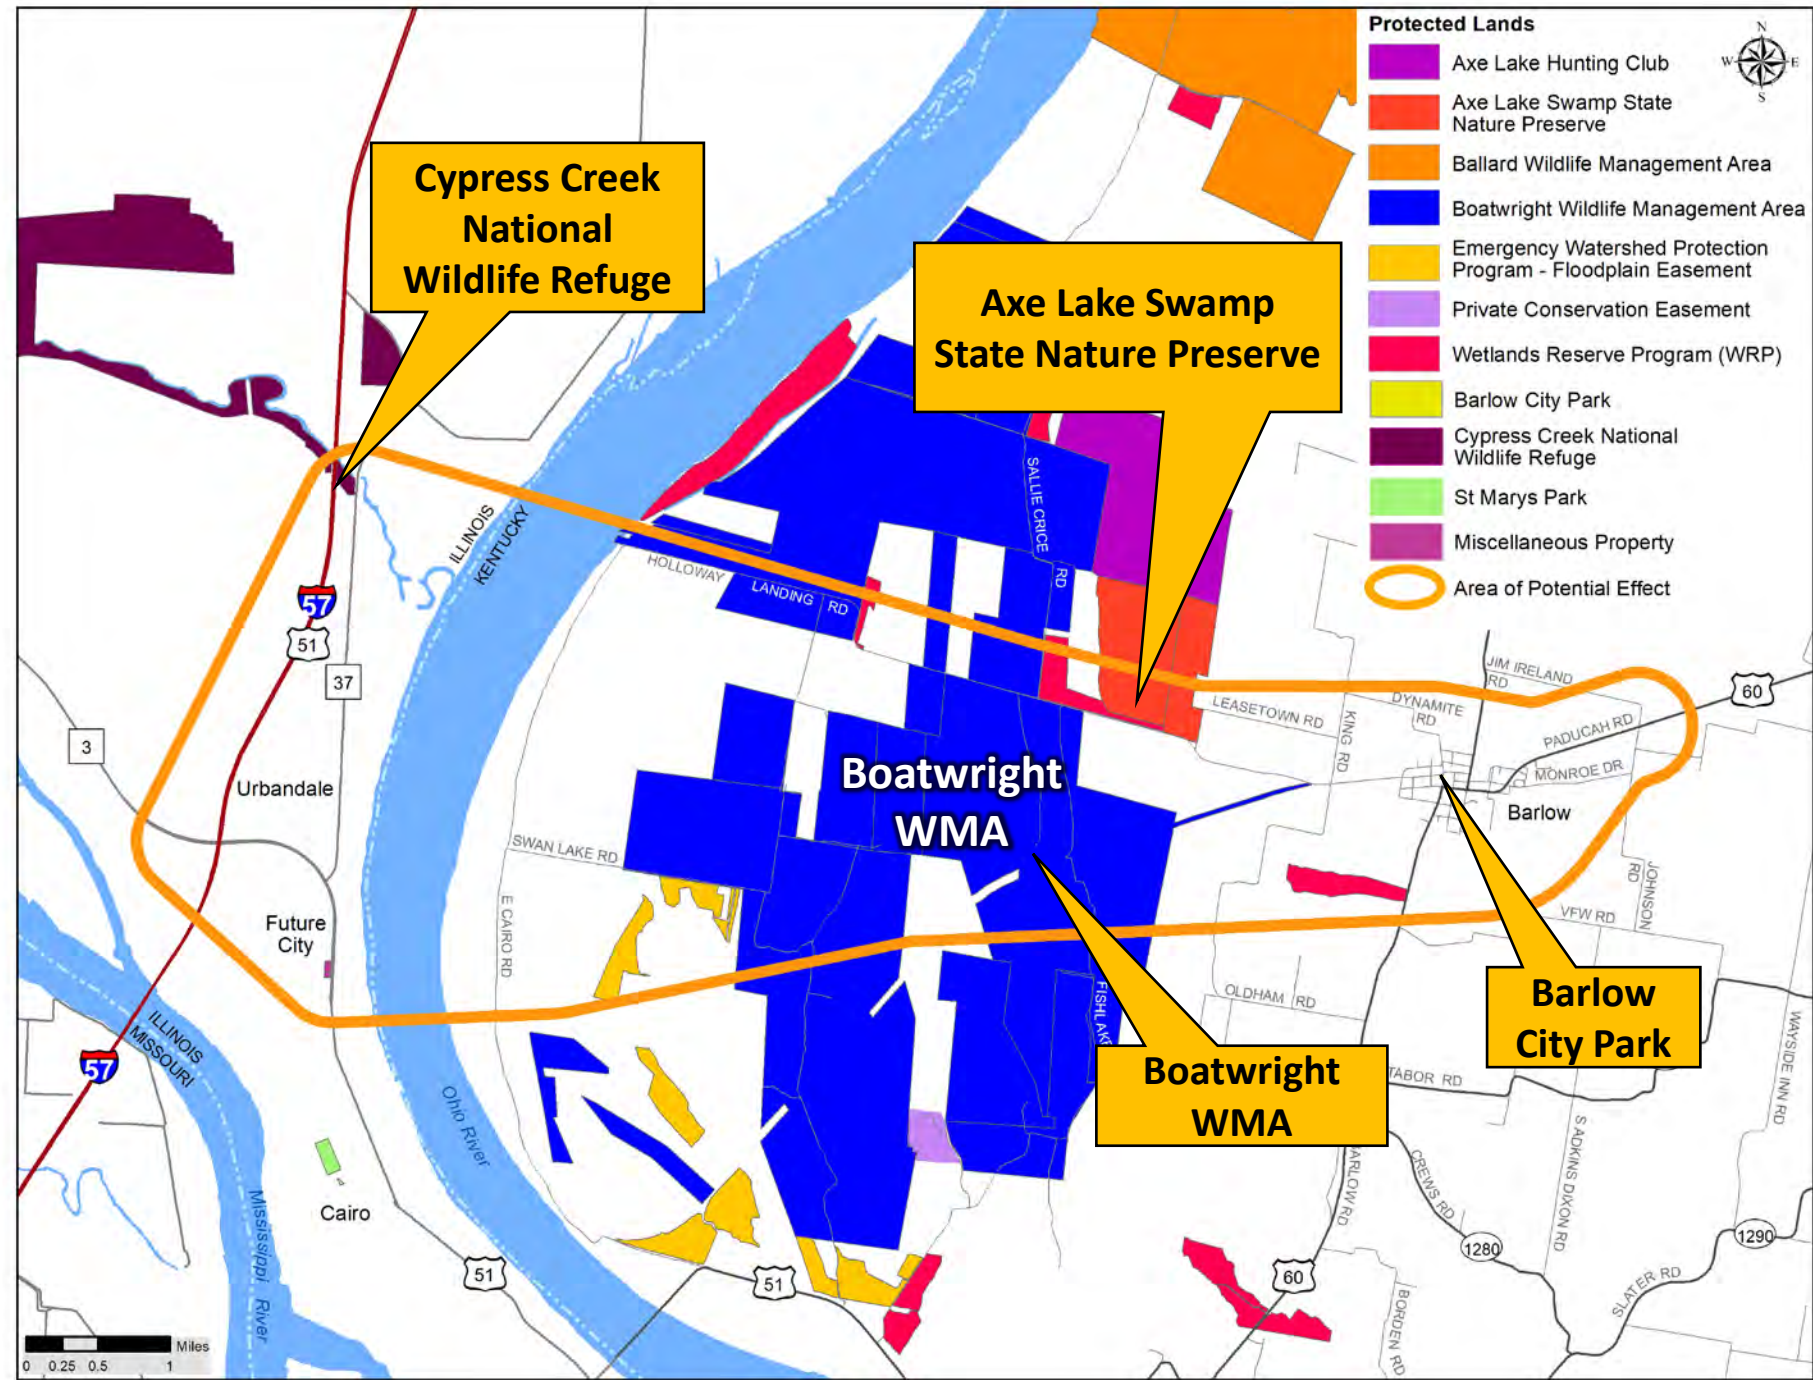 Protected Lands
Axe Lake Hunting Club
Axe Lake Swamp State
Nature Preserve
Ballard Wildlife Management Area
Boatwright Wildlife Management Area
Emergency Watershed Protection
Program - Floodplain Easement
Private Conservation Easement
Wetlands Reserve Program (WRP)
Barlow City Park
Cypress Creek National
Wildlife Refuge
St Marys Park
Miscellaneous Property
Area of Potential Effect
N
W
E
S
Cypress Creek
National
Wildlife Refuge
Axe Lake Swamp
State Nature Preserve
ILLINOIS
KENTUCKY
SALLIE CRICE
RD
HOLLOWAY
LANDING
RD
57
51
37
3
Urbandale
JIM IRELAND
RD
60
LEASETOWN RD
DYNAMITE
RD
KING RD
PADUCAH RD
MONROE DR
Barlow
Boatwright
WMA
SWAN LAKE RD
E CAIRO RD
Future
City
JOHNSON
RD
VFW RD
OLDHAM
RD
FISHLAKE
Barlow
City Park
WAYSIDE INN RD
ILLINOIS
MISSOURI
57
Boatwright
WMA
TABOR RD
Ohio River
S ADKINS DIXON RD
CREWS RD
Mississippi River
Cairo
51
51
60
1280
1290
SLATER RD
BORDEN RD
Miles
0
0.25
0.5
1